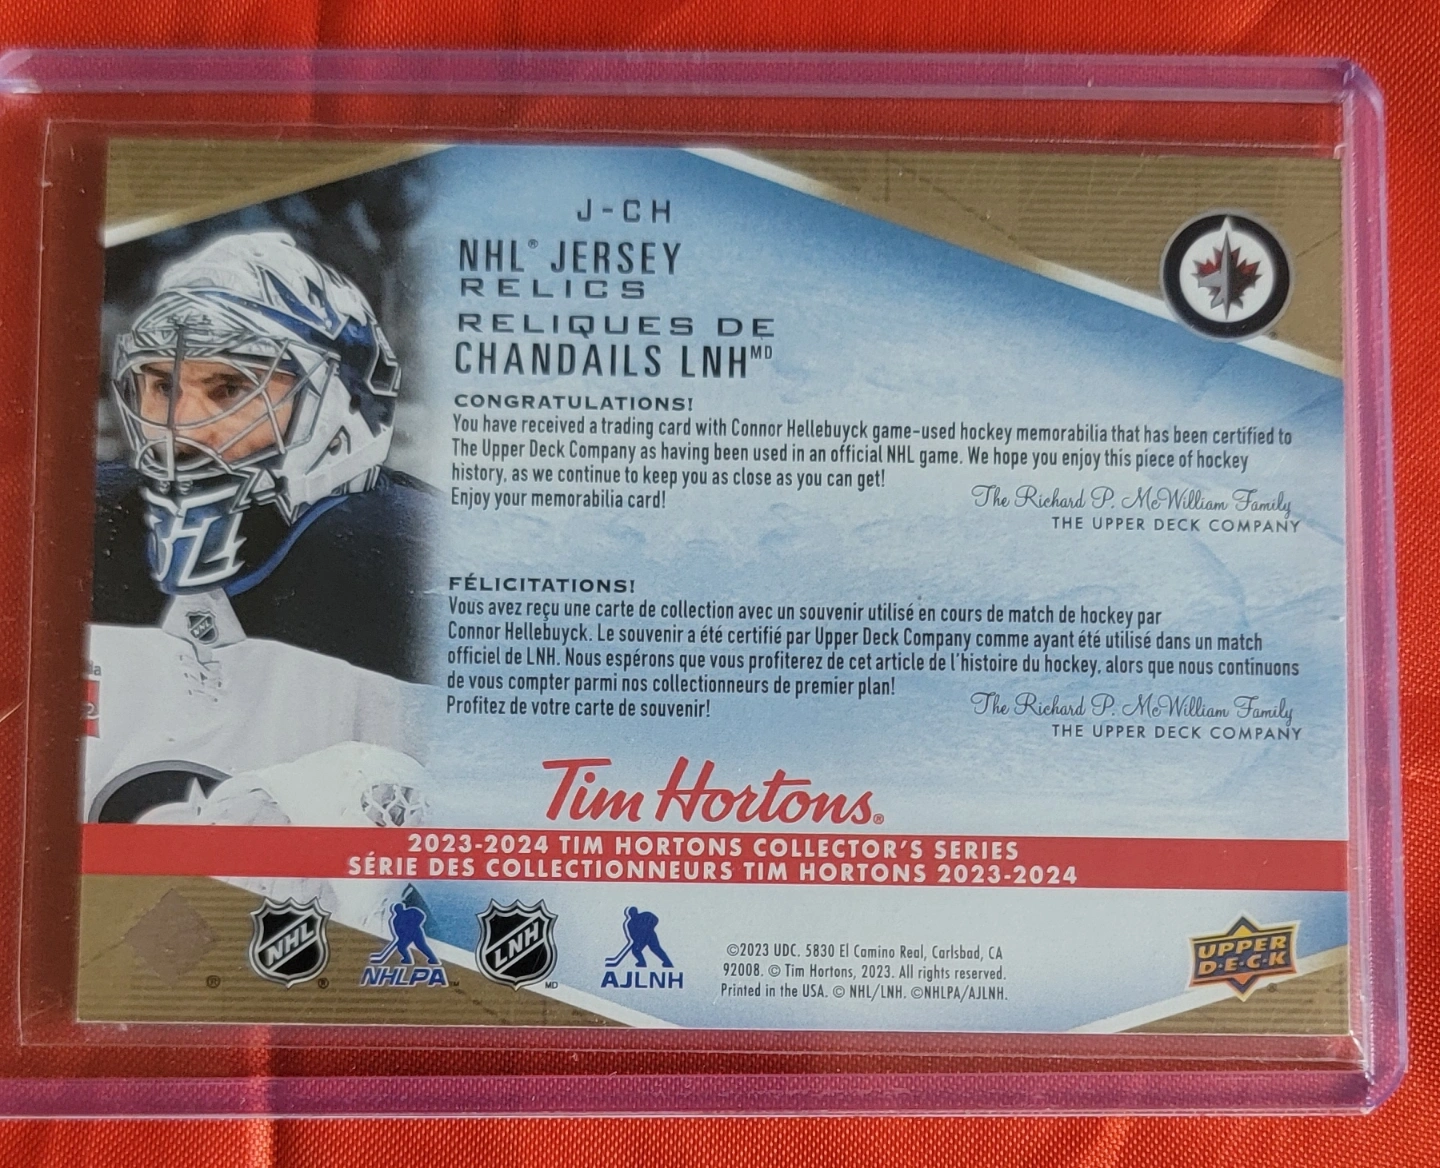 J-CH
NHL® JERSEY
RELICS
RELIQUES DE
CHANDAILS LNHMD
CONGRATULATIONS!
You have received a trading card with Connor Hellebuyck game-used hockey memorabilia that has been certified to
The Upper Deck Company as having been used in an official NHL game. We hope you enjoy this piece of hockey
history, as we continue to keep you as close as you can get!
Enjoy your memorabilia card!
The Richard P. McWilliam Family
THE UPPER DECK COMPANY
FÉLICITATIONS!
Vous avez reçu une carte de collection avec un souvenir utilisé en cours de match de hockey par
Connor Hellebuyck. Le souvenir a été certifié par Upper Deck Company comme ayant été utilisé dans un match
officiel de LNH. Nous espérons que vous profiterez de cet article de l'histoire du hockey, alors que nous continuons
de vous compter parmi nos collectionneurs de premier plan!
Profitez de votre carte de souvenir!
The Richard P. McWilliam Family
THE UPPER DECK COMPANY
Tim Hortons®
2023-2024 TIM HORTONS COLLECTOR'S SERIES
SÉRIE DES COLLECTIONNEURS TIM HORTONS 2023-2024
NHL ®
NHLPA™
LNH MD
AJLNH
©2023 UDC. 5830 El Camino Real, Carlsbad, CA
92008. © Tim Hortons, 2023. All rights reserved.
Printed in the USA. © NHL/LNH. ©NHLPA/AJLNH.
UPPER
D·E·C·K